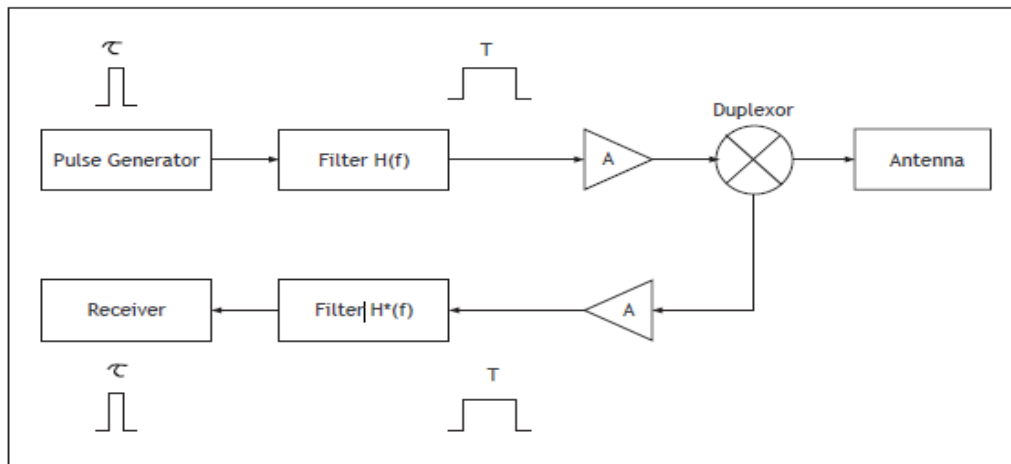 τ
T
Duplexor
Pulse Generator
Filter H(f)
A
Antenna
Receiver
Filter H*(f)
A
τ
T